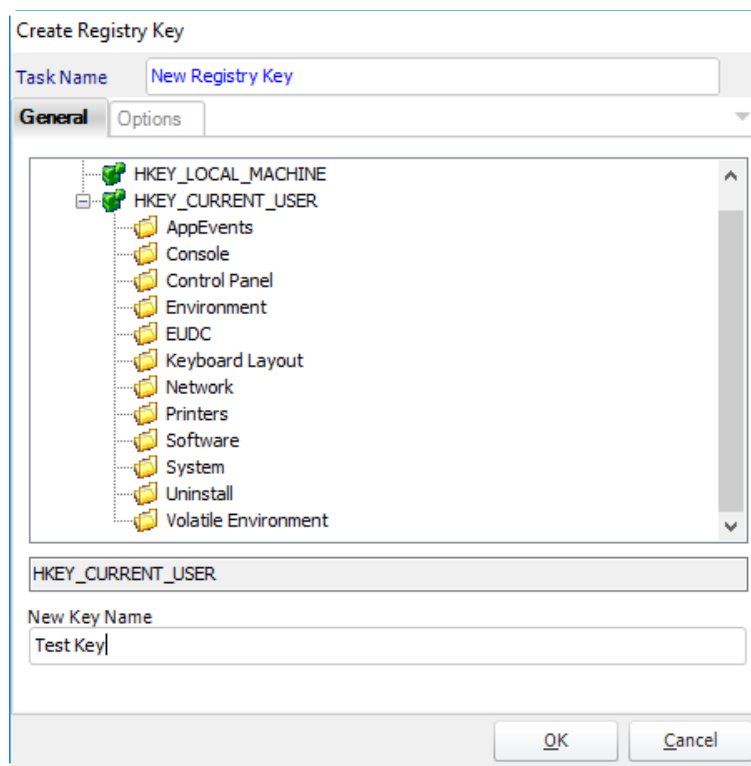 Create Registry Key
Task Name New Registry Key
General Options
HKEY_LOCAL_MACHINE
HKEY_CURRENT_USER
AppEvents
Console
Control Panel
Environment
EUDC
Keyboard Layout
Network
Printers
Software
System
Uninstall
Volatile Environment
HKEY_CURRENT_USER
New Key Name
Test Key
OK Cancel